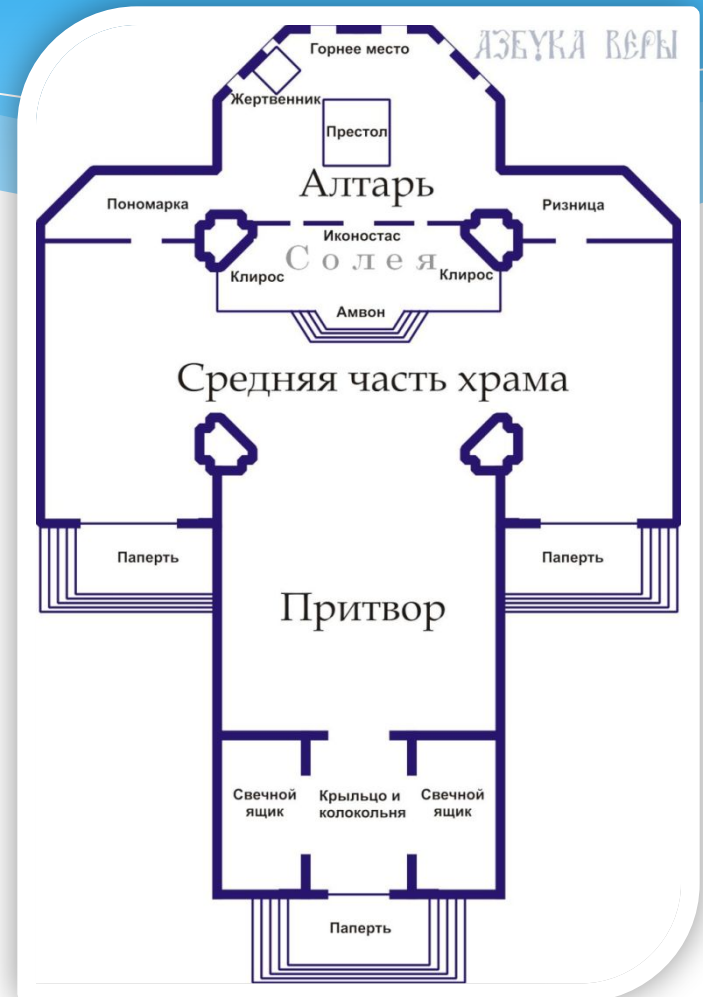 АЗБУКА ВЕРЫ
Горнее место
Жертвенник
Престол
Алтарь
Пономарка
Ризница
Иконостас
Солея
Клирос
Клирос
Амвон
Средняя часть храма
Паперть
Паперть
Притвор
Свечной
ящик
Крыльцо и
колокольня
Свечной
ящик
Паперть